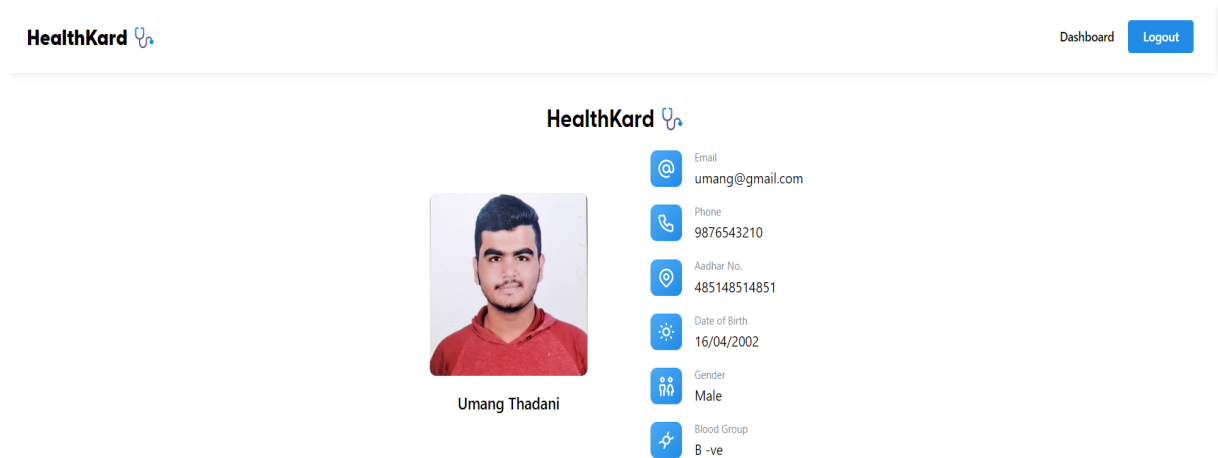 HealthKard
Dashboard
Logout
HealthKard
Email
umang@gmail.com
Phone
9876543210
Aadhar No.
485148514851
Date of Birth
16/04/2002
Gender
Male
Blood Group
B -ve
Umang Thadani